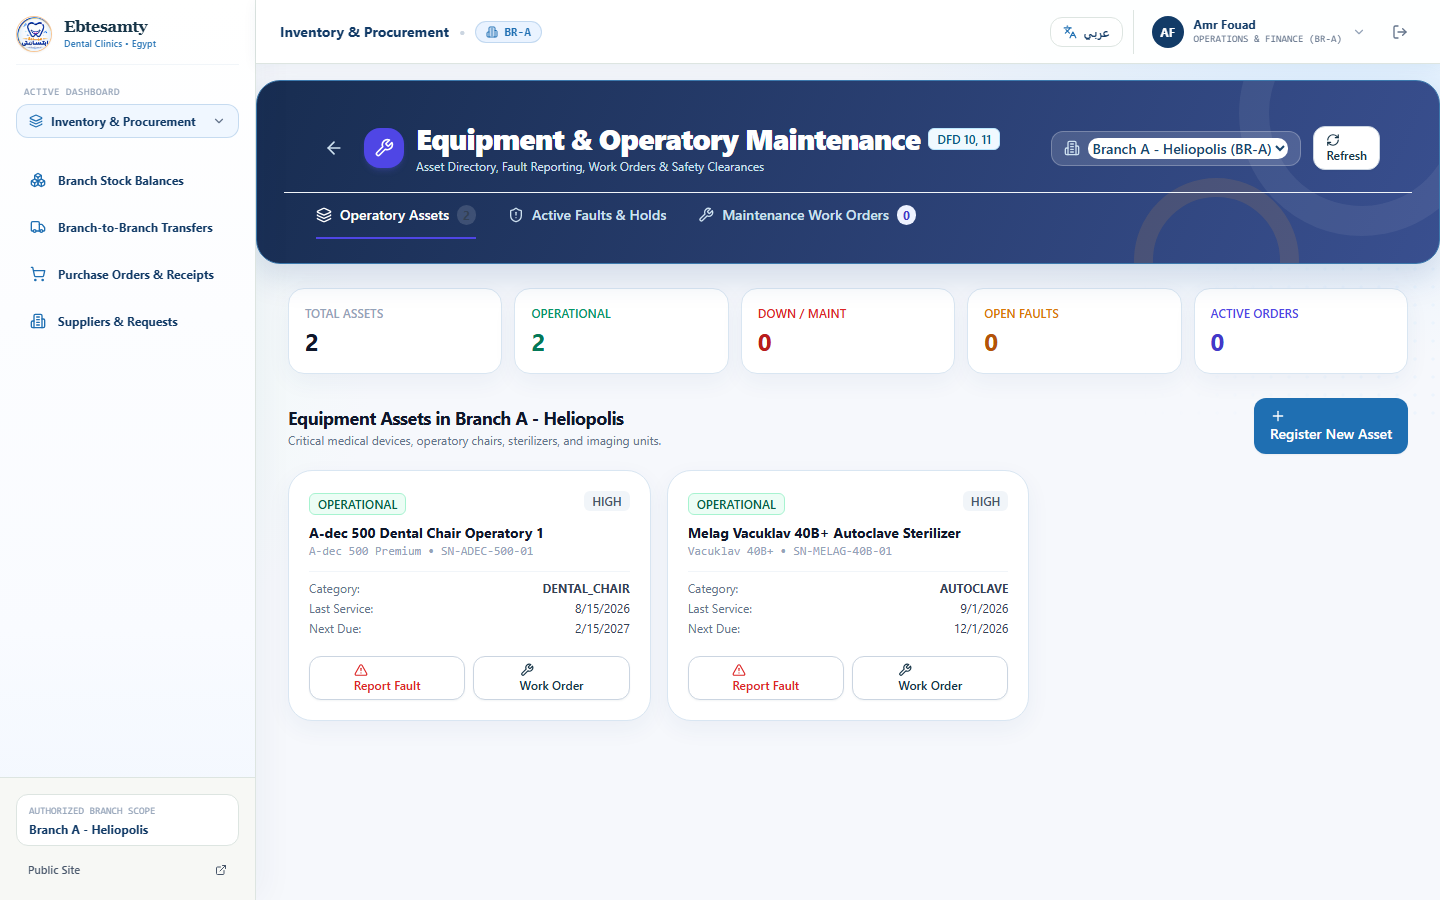 Ebtesamty
Dental Clinics • Egypt
ACTIVE DASHBOARD
Inventory & Procurement
Branch Stock Balances
Branch-to-Branch Transfers
Purchase Orders & Receipts
Suppliers & Requests
AUTHORIZED BRANCH SCOPE
Branch A - Heliopolis
Public Site
Inventory & Procurement • BR-A
عربي
AF
Amr Fouad
OPERATIONS & FINANCE (BR-A)
Equipment & Operatory Maintenance DFD 10, 11
Asset Directory, Fault Reporting, Work Orders & Safety Clearances
Branch A - Heliopolis (BR-A)
Refresh
Operatory Assets 2
Active Faults & Holds
Maintenance Work Orders 0
TOTAL ASSETS
2
OPERATIONAL
2
DOWN / MAINT
0
OPEN FAULTS
0
ACTIVE ORDERS
0
Equipment Assets in Branch A - Heliopolis
Critical medical devices, operatory chairs, sterilizers, and imaging units.
Register New Asset
OPERATIONAL HIGH
A-dec 500 Dental Chair Operatory 1
A-dec 500 Premium • SN-ADEC-500-01
Category: DENTAL_CHAIR
Last Service: 8/15/2026
Next Due: 2/15/2027
Report Fault
Work Order
OPERATIONAL HIGH
Melag Vacuklav 40B+ Autoclave Sterilizer
Vacuklav 40B+ • SN-MELAG-40B-01
Category: AUTOCLAVE
Last Service: 9/1/2026
Next Due: 12/1/2026
Report Fault
Work Order